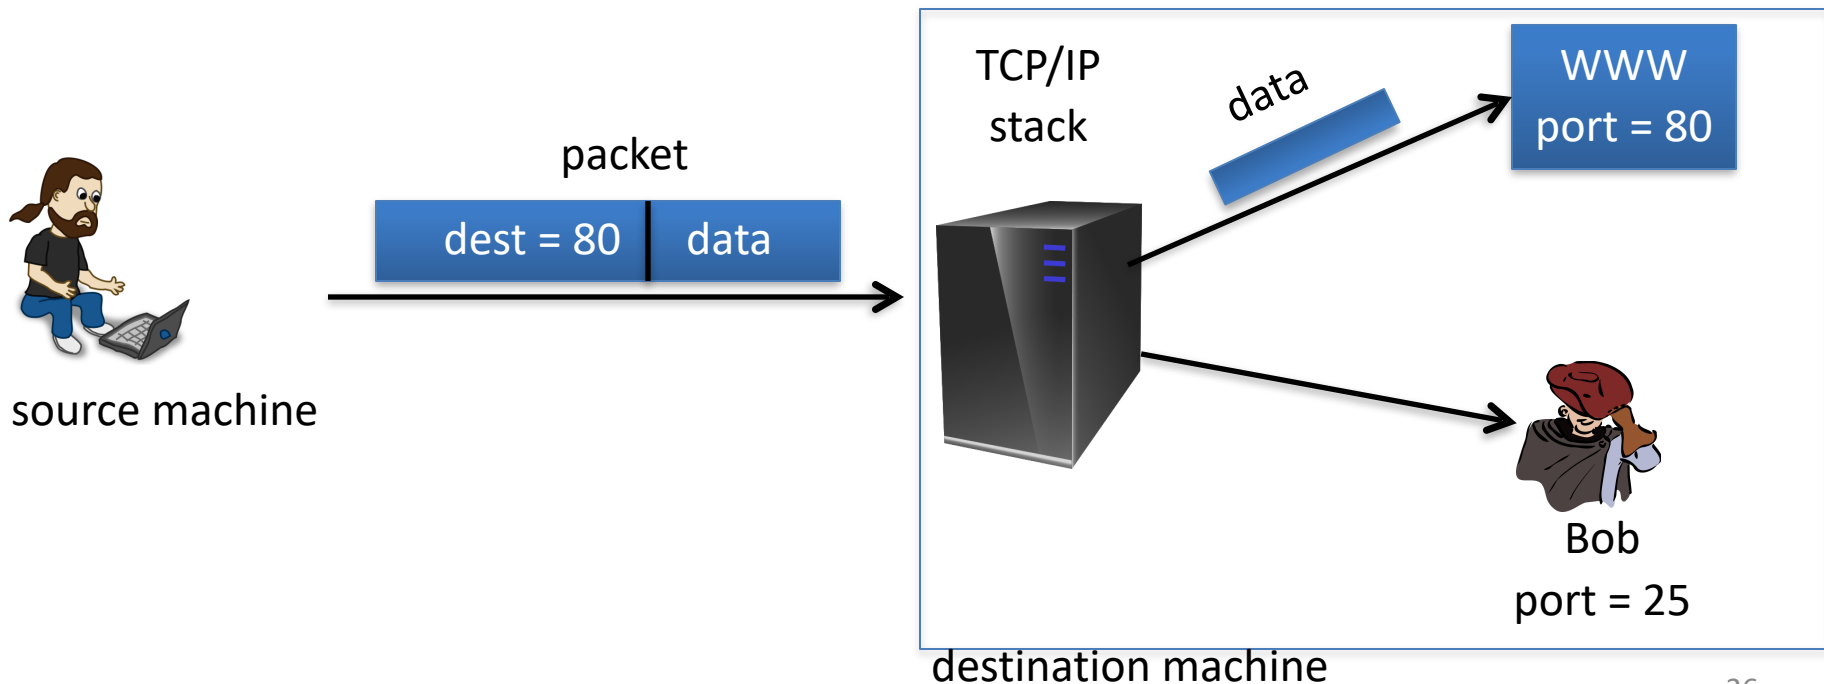 packet
dest = 80 data
source machine
TCP/IP
stack
data
WWW
port = 80
Bob
port = 25
destination machine